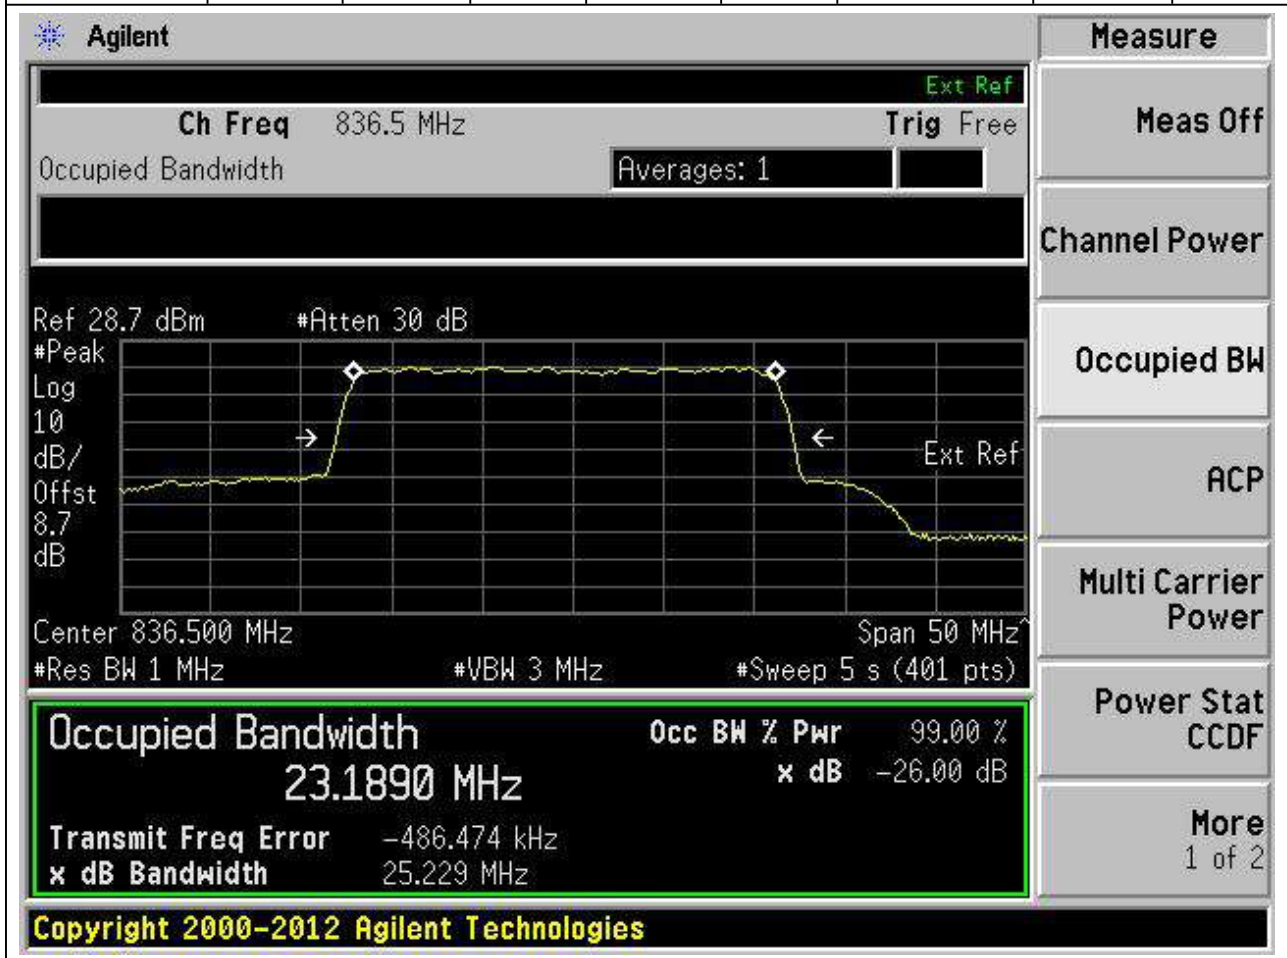 Agilent
Measure
Ext Ref
Ch Freq 836.5 MHz Trig Free
Meas Off
Occupied Bandwidth Averages: 1
Channel Power
Ref 28.7 dBm #Atten 30 dB
#Peak
Log
10
dB/
Offst
8.7
dB
Ext Ref
Occupied BW
ACP
Center 836.500 MHz Span 50 MHz^
#Res BW 1 MHz #VBW 3 MHz #Sweep 5 s (401 pts)
Multi Carrier
Power
Occupied Bandwidth Occ BW % Pwr 99.00 %
23.1890 MHz x dB -26.00 dB
Power Stat
CCDF
Transmit Freq Error -486.474 kHz
x dB Bandwidth 25.229 MHz
More
1 of 2
Copyright 2000-2012 Agilent Technologies